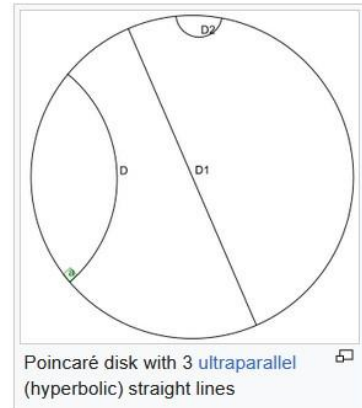 D2
D
D1
a
Poincaré disk with 3 ultraparallel
(hyperbolic) straight lines